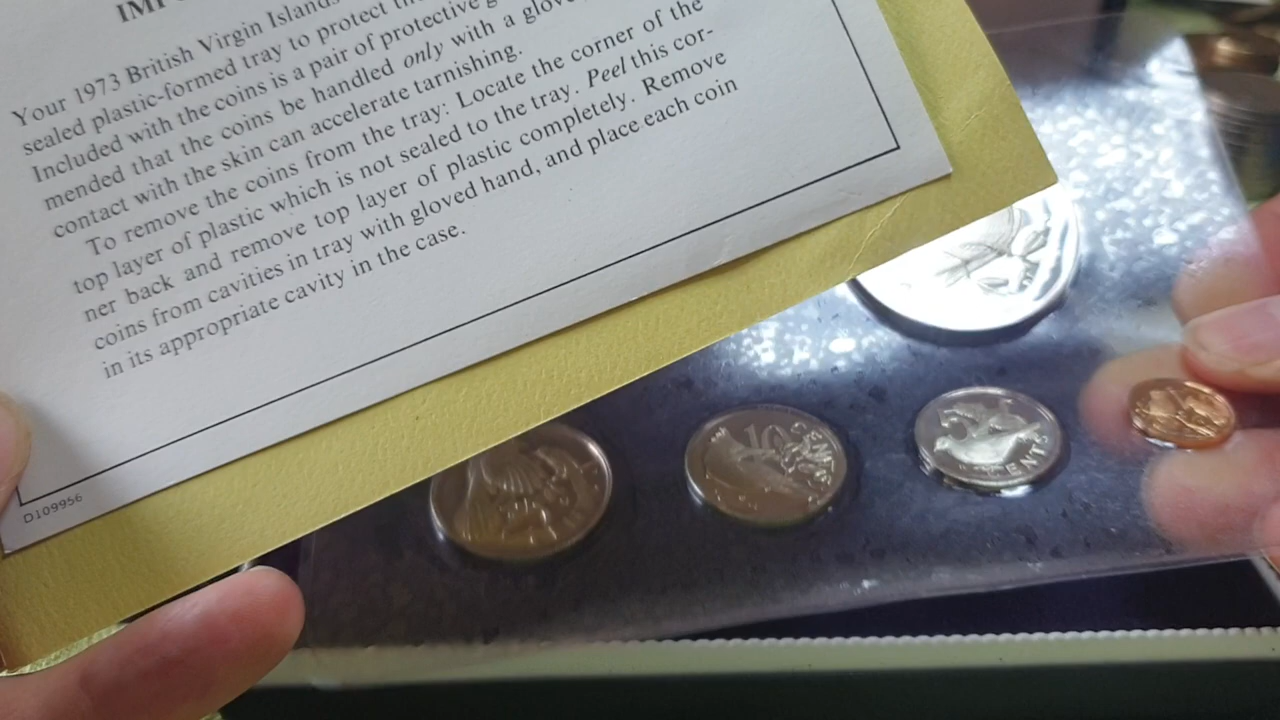 Your 1973 British Virgin Islands
sealed plastic-formed tray to protect
Included with the coins is a pair of protective
mended that the coins be handled only with a
contact with the skin can accelerate tarnishing.
To remove the coins from the tray: Locate the corner of the
top layer of plastic which is not sealed to the tray. Peel this cor-
ner back and remove top layer of plastic completely. Remove
coins from cavities in tray with gloved hand, and place each coin
in its appropriate cavity in the case.
D109956
10 CENTS
CENTS